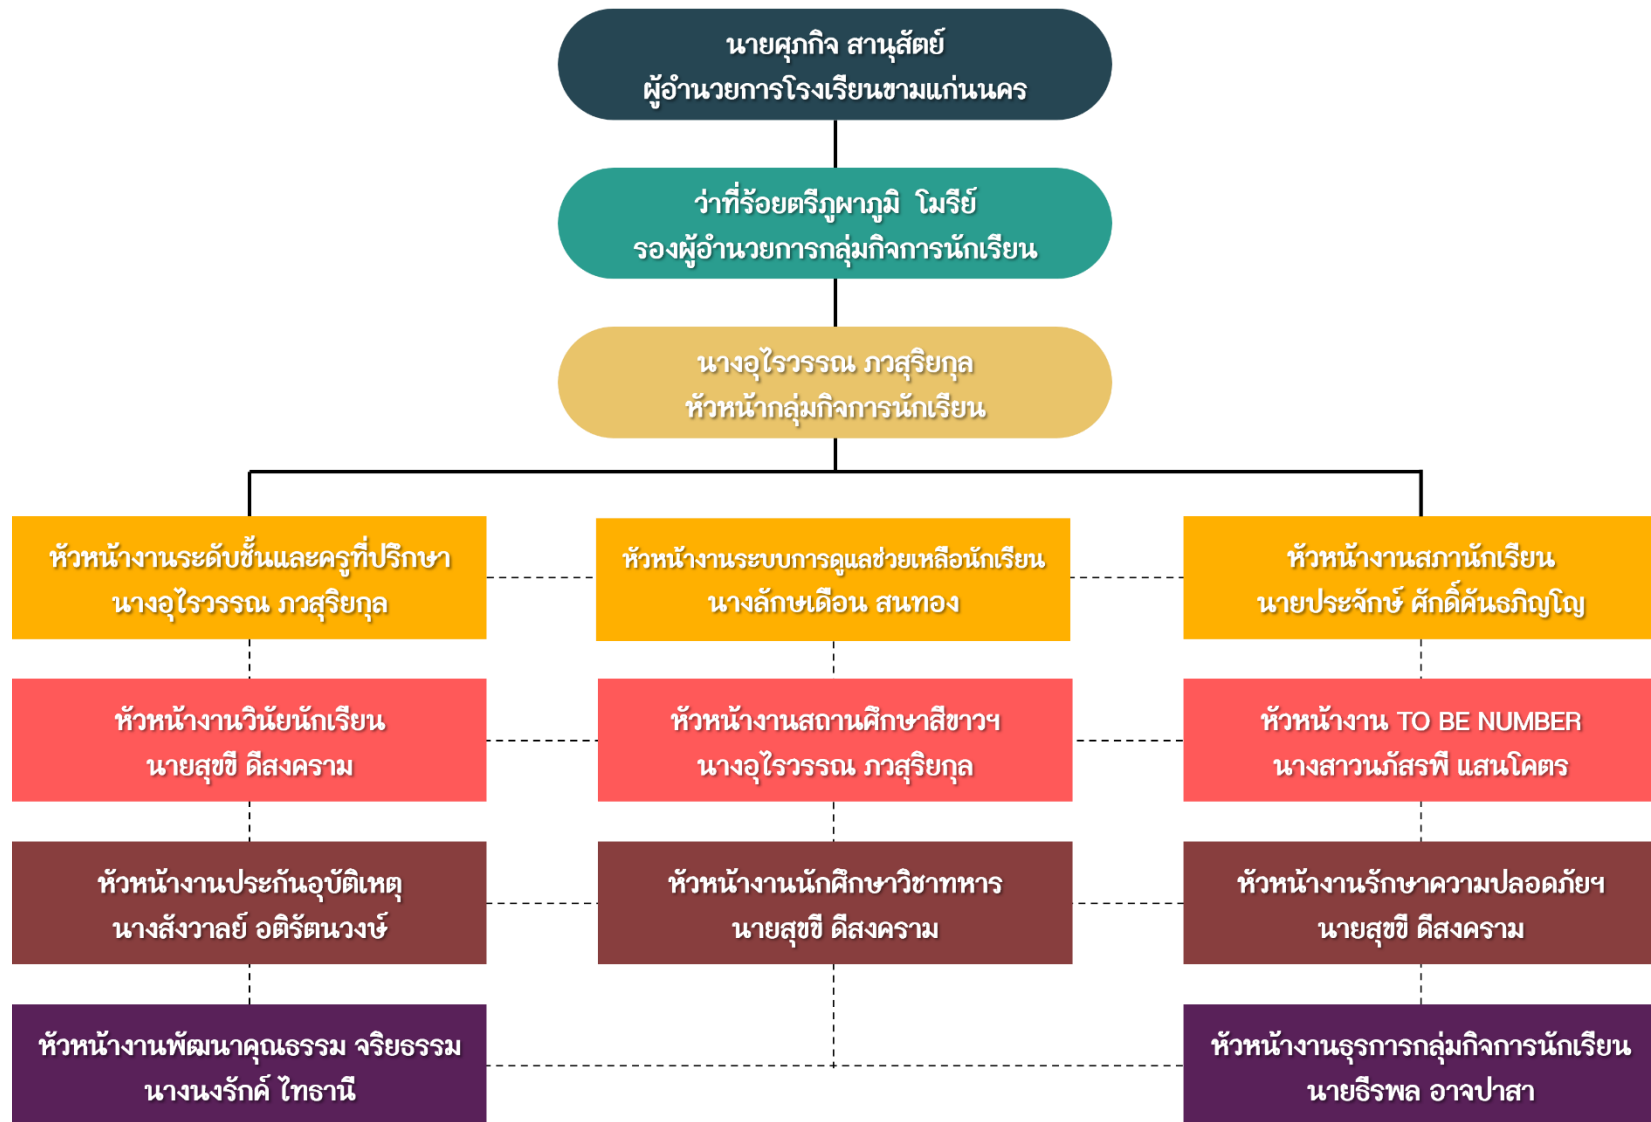 นายศุภกิจ สานุสัตย์
ผู้อำนวยการโรงเรียนขามแก่นนคร
ว่าที่ร้อยตรีภูผาภูมิ โมรีย์
รองผู้อำนวยการกลุ่มกิจการนักเรียน
นางอุไรวรรณ ภวสุริยกุล
หัวหน้ากลุ่มกิจการนักเรียน
หัวหน้างานระดับชั้นและครูที่ปรึกษา
นางอุไรวรรณ ภวสุริยกุล
หัวหน้างานระบบการดูแลช่วยเหลือนักเรียน
นางลักษเดือน สนทอง
หัวหน้างานสภานักเรียน
นายประจักษ์ ศักดิ์คันธภิญโญ
หัวหน้างานวินัยนักเรียน
นายสุขขี ดีสงคราม
หัวหน้างานสถานศึกษาสีขาวฯ
นางอุไรวรรณ ภวสุริยกุล
หัวหน้างาน TO BE NUMBER
นางสาวนภัสรพี แสนโคตร
หัวหน้างานประกันอุบัติเหตุ
นางสังวาลย์ อติรัตนวงษ์
หัวหน้างานนักศึกษาวิชาทหาร
นายสุขขี ดีสงคราม
หัวหน้างานรักษาความปลอดภัยฯ
นายสุขขี ดีสงคราม
หัวหน้างานพัฒนาคุณธรรม จริยธรรม
นางนงรักค์ ไทธานี
หัวหน้างานธุรการกลุ่มกิจการนักเรียน
นายธีรพล อาจปาสา